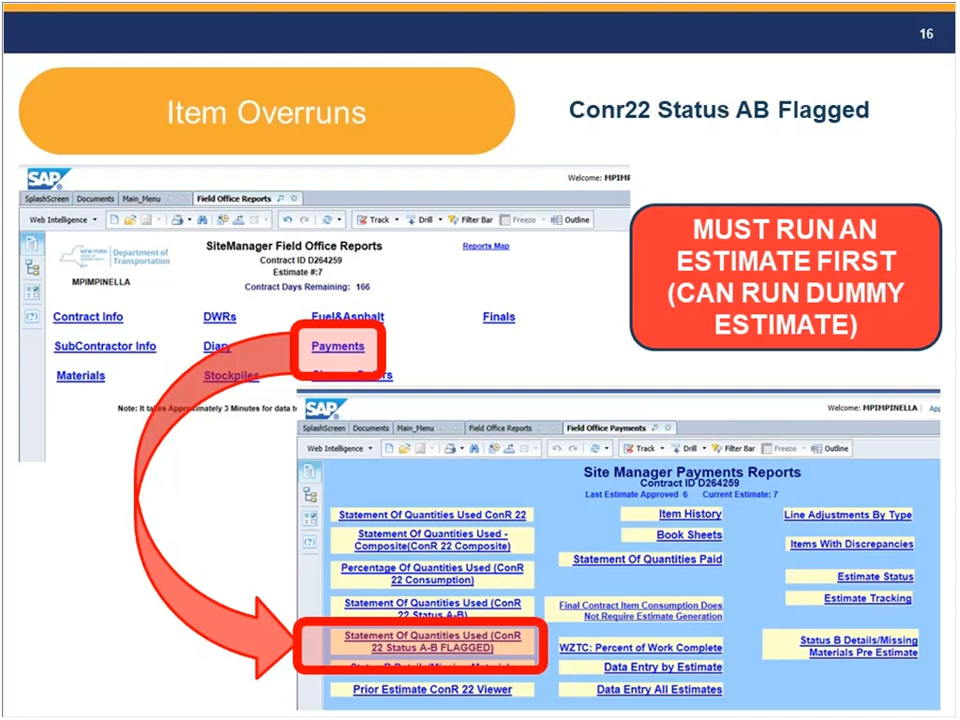 16
Item Overruns
Conr22 Status AB Flagged
SAP
Welcome: MPIMPI
SplashScreen Documents Main_Menu Field Office Reports
Web Intelligence Track Drill Filter Bar Freeze Outline
NEW YORK
Department of
Transportation
MPIMPINELLA
SiteManager Field Office Reports
Contract ID D264259
Estimate #:7
Contract Days Remaining: 166
Reports Map
Contract Info DWRs Fuel&Asphalt Finals
SubContractor Info Diary Payments
Materials Stockpiles
Note: It takes Approximately 3 Minutes for data
MUST RUN AN
ESTIMATE FIRST
(CAN RUN DUMMY
ESTIMATE)
SAP
Welcome: MPIMPINELLA | App
SplashScreen Documents Main_Menu Field Office Reports Field Office Payments
Web Intelligence Track Drill Filter Bar Freeze Outline
Site Manager Payments Reports
Contract ID D264259
Last Estimate Approved 6 Current Estimate: 7
Statement Of Quantities Used ConR 22
Statement Of Quantities Used -
Composite(ConR 22 Composite)
Percentage Of Quantities Used (ConR
22 Consumption)
Statement Of Quantities Used (ConR
22 Status A-B)
Statement Of Quantities Used (ConR
22 Status A-B FLAGGED)
Status B Details/Missing Materials
Prior Estimate ConR 22 Viewer
Item History
Book Sheets
Statement Of Quantities Paid
Final Contract Item Consumption Does
Not Require Estimate Generation
WZTC: Percent of Work Complete
Data Entry by Estimate
Data Entry All Estimates
Line Adjustments By Type
Items With Discrepancies
Estimate Status
Estimate Tracking
Status B Details/Missing
Materials Pre Estimate